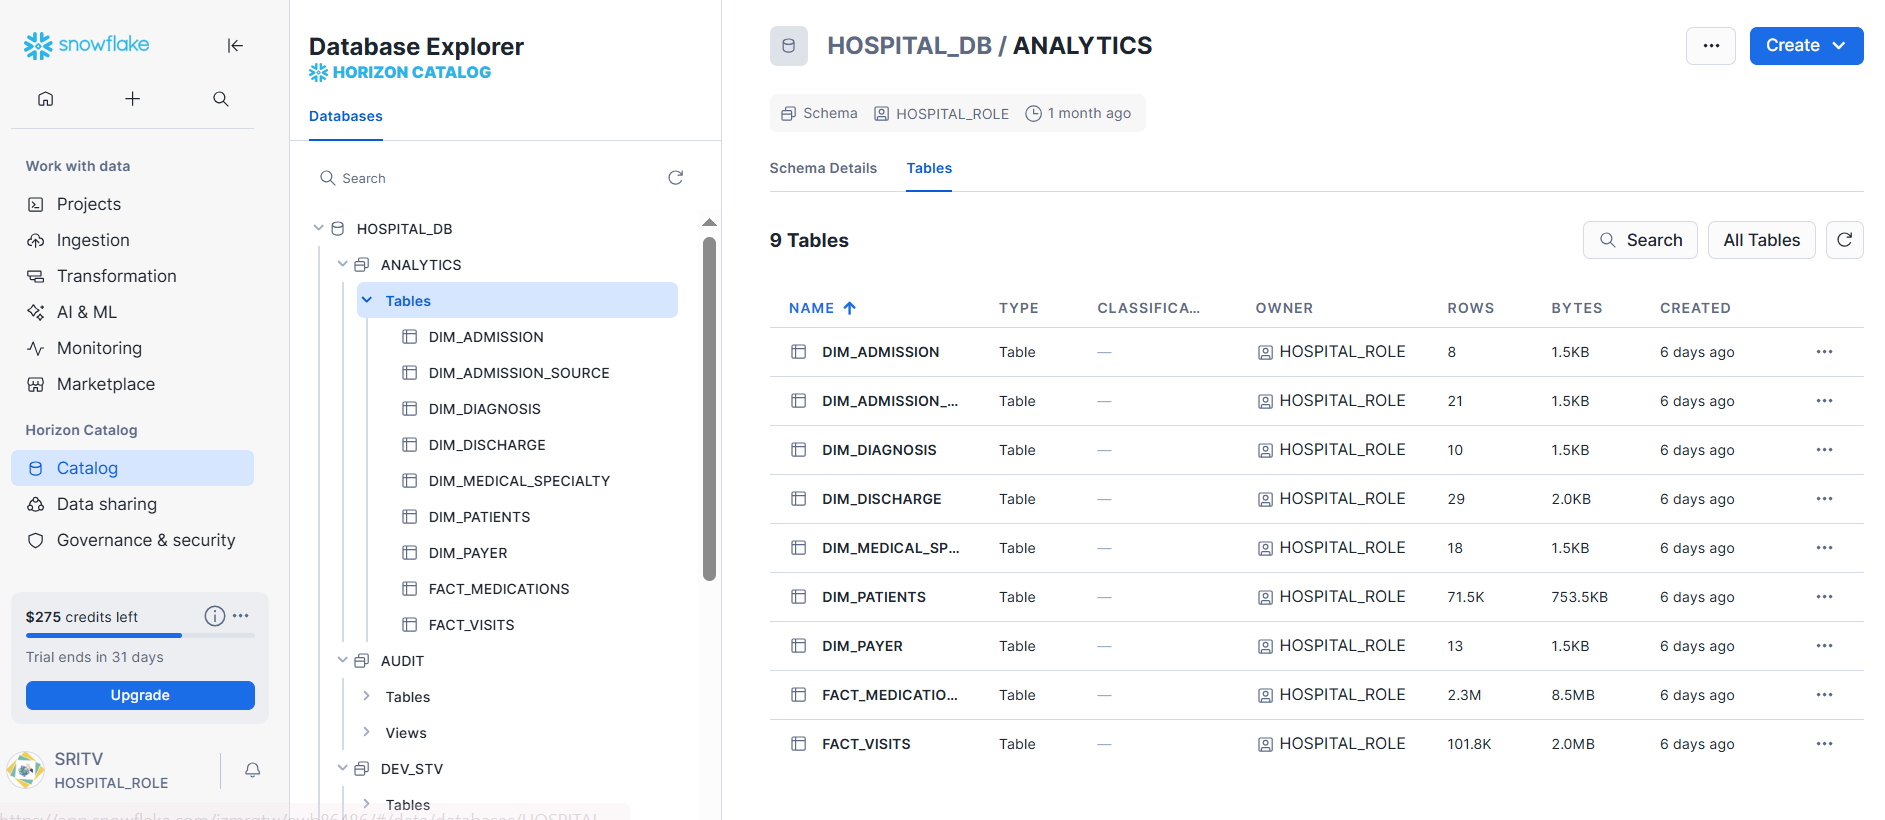 snowflake
Work with data
Projects
Ingestion
Transformation
AI & ML
Monitoring
Marketplace
Horizon Catalog
Catalog
Data sharing
Governance & security
$275 credits left
Trial ends in 31 days
Upgrade
SRITV
HOSPITAL_ROLE
Database Explorer
HORIZON CATALOG
Databases
Search
HOSPITAL_DB
ANALYTICS
Tables
DIM_ADMISSION
DIM_ADMISSION_SOURCE
DIM_DIAGNOSIS
DIM_DISCHARGE
DIM_MEDICAL_SPECIALTY
DIM_PATIENTS
DIM_PAYER
FACT_MEDICATIONS
FACT_VISITS
AUDIT
Tables
Views
DEV_STV
Tables
HOSPITAL_DB / ANALYTICS
Create
Schema HOSPITAL_ROLE 1 month ago
Schema Details Tables
9 Tables
Search All Tables
NAME TYPE CLASSIFICA... OWNER ROWS BYTES CREATED
DIM_ADMISSION Table — HOSPITAL_ROLE 8 1.5KB 6 days ago
DIM_ADMISSION_... Table — HOSPITAL_ROLE 21 1.5KB 6 days ago
DIM_DIAGNOSIS Table — HOSPITAL_ROLE 10 1.5KB 6 days ago
DIM_DISCHARGE Table — HOSPITAL_ROLE 29 2.0KB 6 days ago
DIM_MEDICAL_SP... Table — HOSPITAL_ROLE 18 1.5KB 6 days ago
DIM_PATIENTS Table — HOSPITAL_ROLE 71.5K 753.5KB 6 days ago
DIM_PAYER Table — HOSPITAL_ROLE 13 1.5KB 6 days ago
FACT_MEDICATIO... Table — HOSPITAL_ROLE 2.3M 8.5MB 6 days ago
FACT_VISITS Table — HOSPITAL_ROLE 101.8K 2.0MB 6 days ago